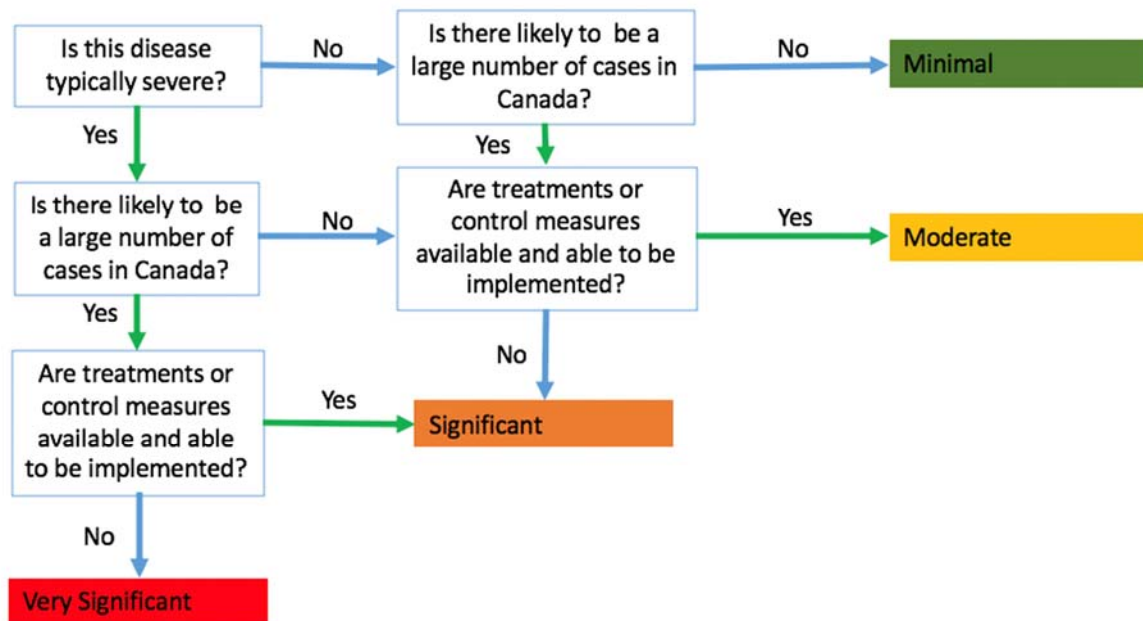 Is this disease
typically severe?
No
Is there likely to be a
large number of cases in
Canada?
No
Minimal
Yes
Yes
Is there likely to be
a large number of
cases in Canada?
No
Are treatments or
control measures
available and able to be
implemented?
Yes
Moderate
Yes
No
Are treatments or
control measures
available and able
to be implemented?
Yes
Significant
No
Very Significant